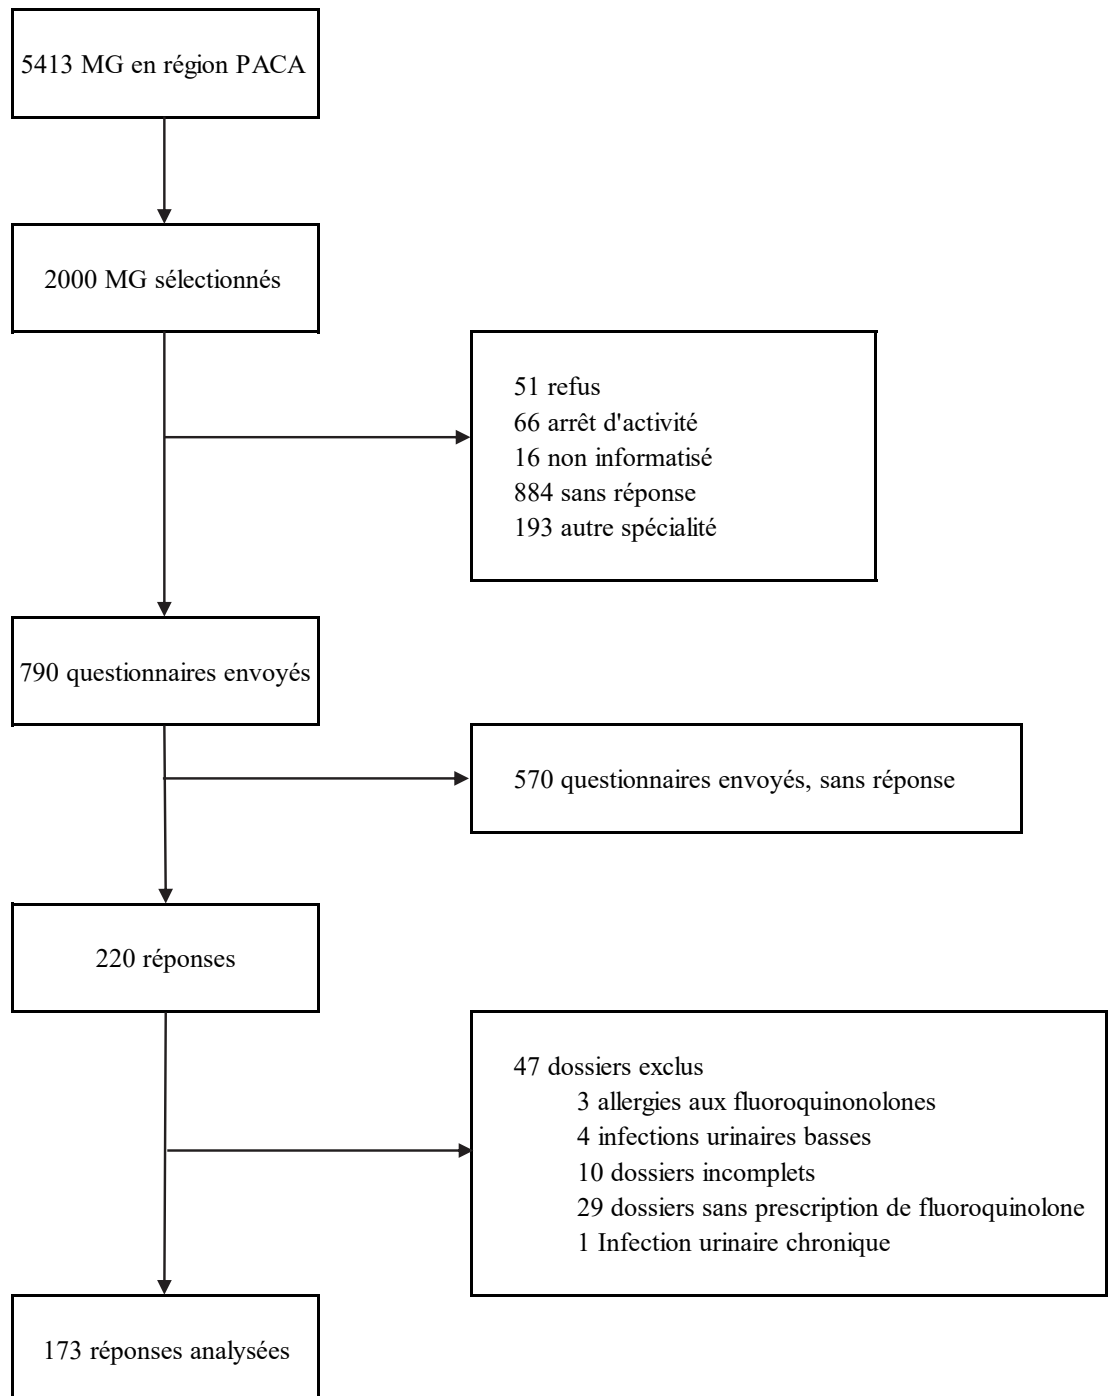 5413 MG en région PACA
2000 MG sélectionnés
51 refus
66 arrêt d'activité
16 non informatisé
884 sans réponse
193 autre spécialité
790 questionnaires envoyés
570 questionnaires envoyés, sans réponse
220 réponses
47 dossiers exclus
3 allergies aux fluoroquinonolones
4 infections urinaires basses
10 dossiers incomplets
29 dossiers sans prescription de fluoroquinolone
1 Infection urinaire chronique
173 réponses analysées